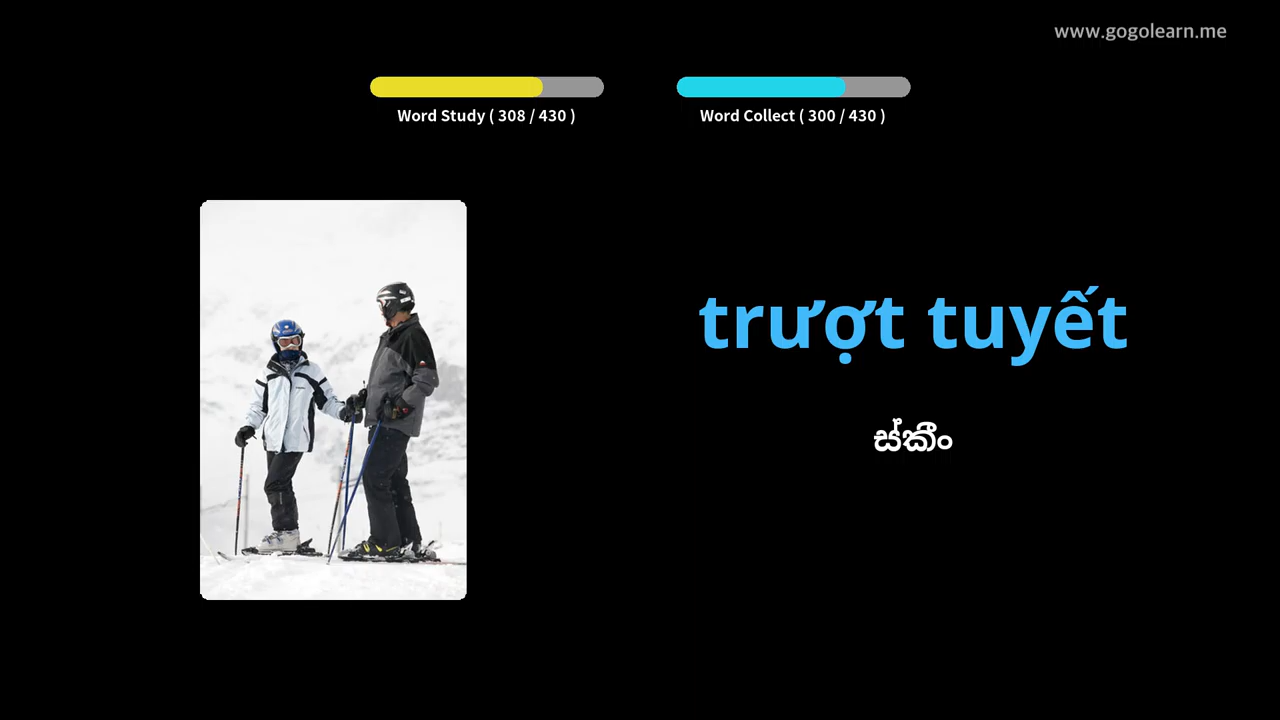 www.gogolearn.me
Word Study ( 308 / 430 )
Word Collect ( 300 / 430 )
trượt tuyết
ස්කීං